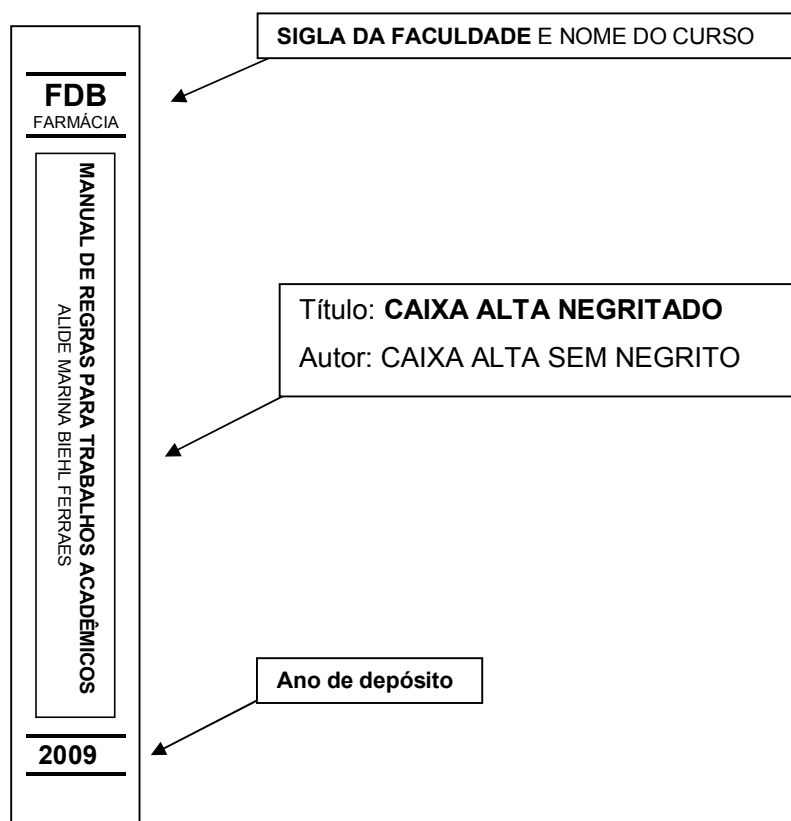 SIGLA DA FACULDADE E NOME DO CURSO
FDB
FARMÁCIA
MANUAL DE REGRAS PARA TRABALHOS ACADÊMICOS
ALIDE MARINA BIEHL FERRAES
Título: CAIXA ALTA NEGRITADO
Autor: CAIXA ALTA SEM NEGRITO
Ano de depósito
2009